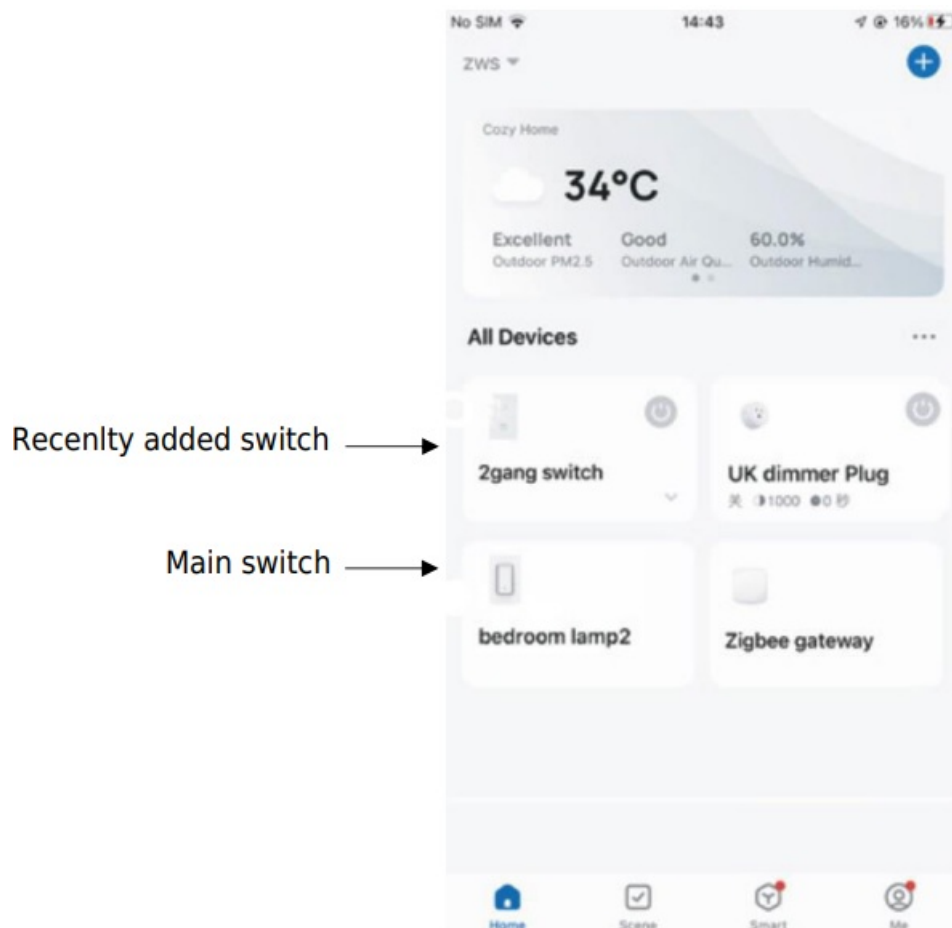 No SIM 14:43 16%
ZWS
Cozy Home
34°C
Excellent Good 60.0%
Outdoor PM2.5 Outdoor Air Qu... Outdoor Humid...
All Devices ...
Recenlty added switch
2gang switch UK dimmer Plug
关 1000 0 秒
Main switch
bedroom lamp2 Zigbee gateway
Home Scene Smart Me